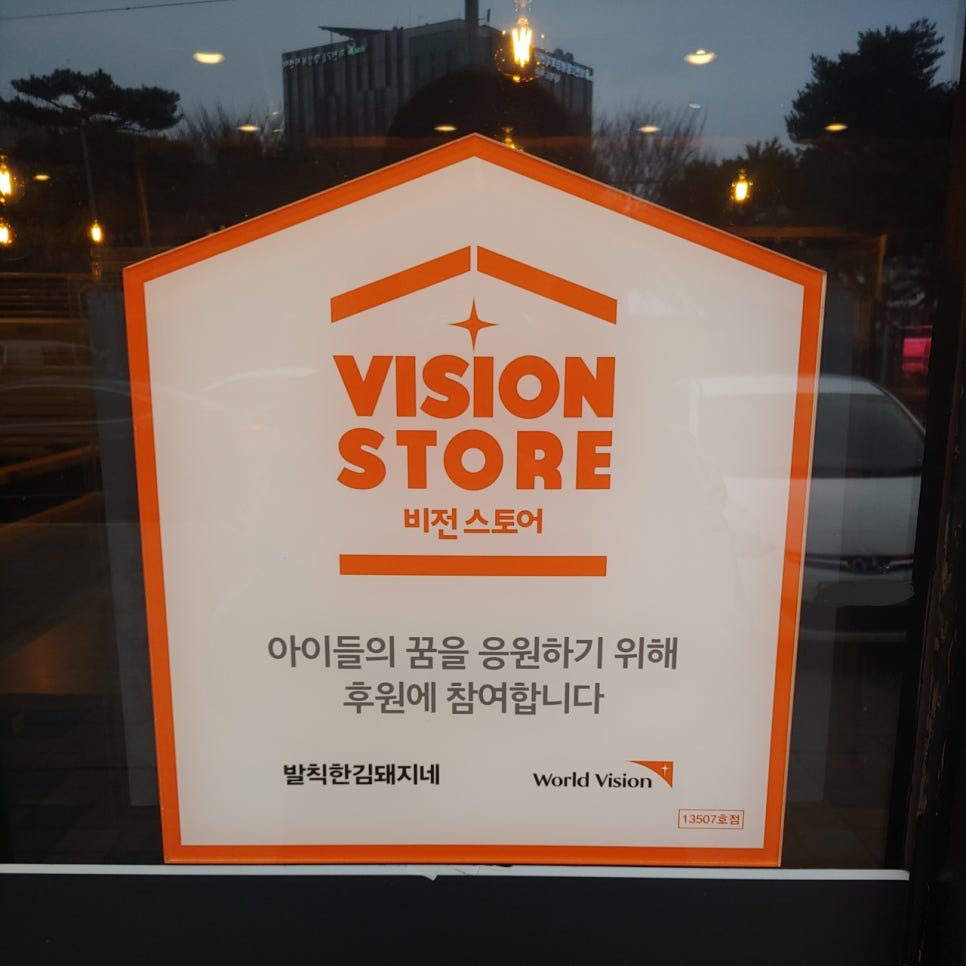 VISION
STORE
비전 스토어
아이들의 꿈을 응원하기 위해
후원에 참여합니다
발칙한김돼지네
World Vision
13507호점